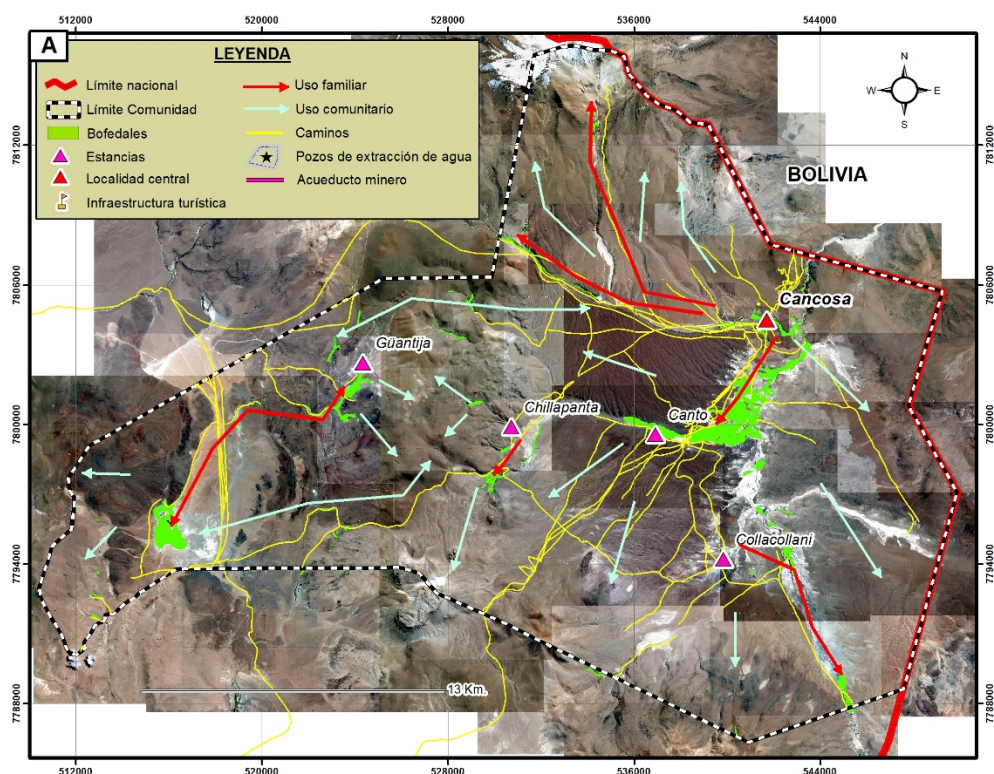 512000 520000 528000 536000 544000
A
LEYENDA
Límite nacional
Límite Comunidad
Bofedales
Estancias
Localidad central
Infraestructura turística
Uso familiar
Uso comunitario
Caminos
Pozos de extracción de agua
Acueducto minero
N
W E
S
BOLIVIA
7812000 7812000
7806000 7806000
Cancosa
Güantija
Chillapanta
Canto
7800000 7800000
Collacollani
7794000 7794000
13 Km.
7788000 7788000
512000 520000 528000 536000 544000